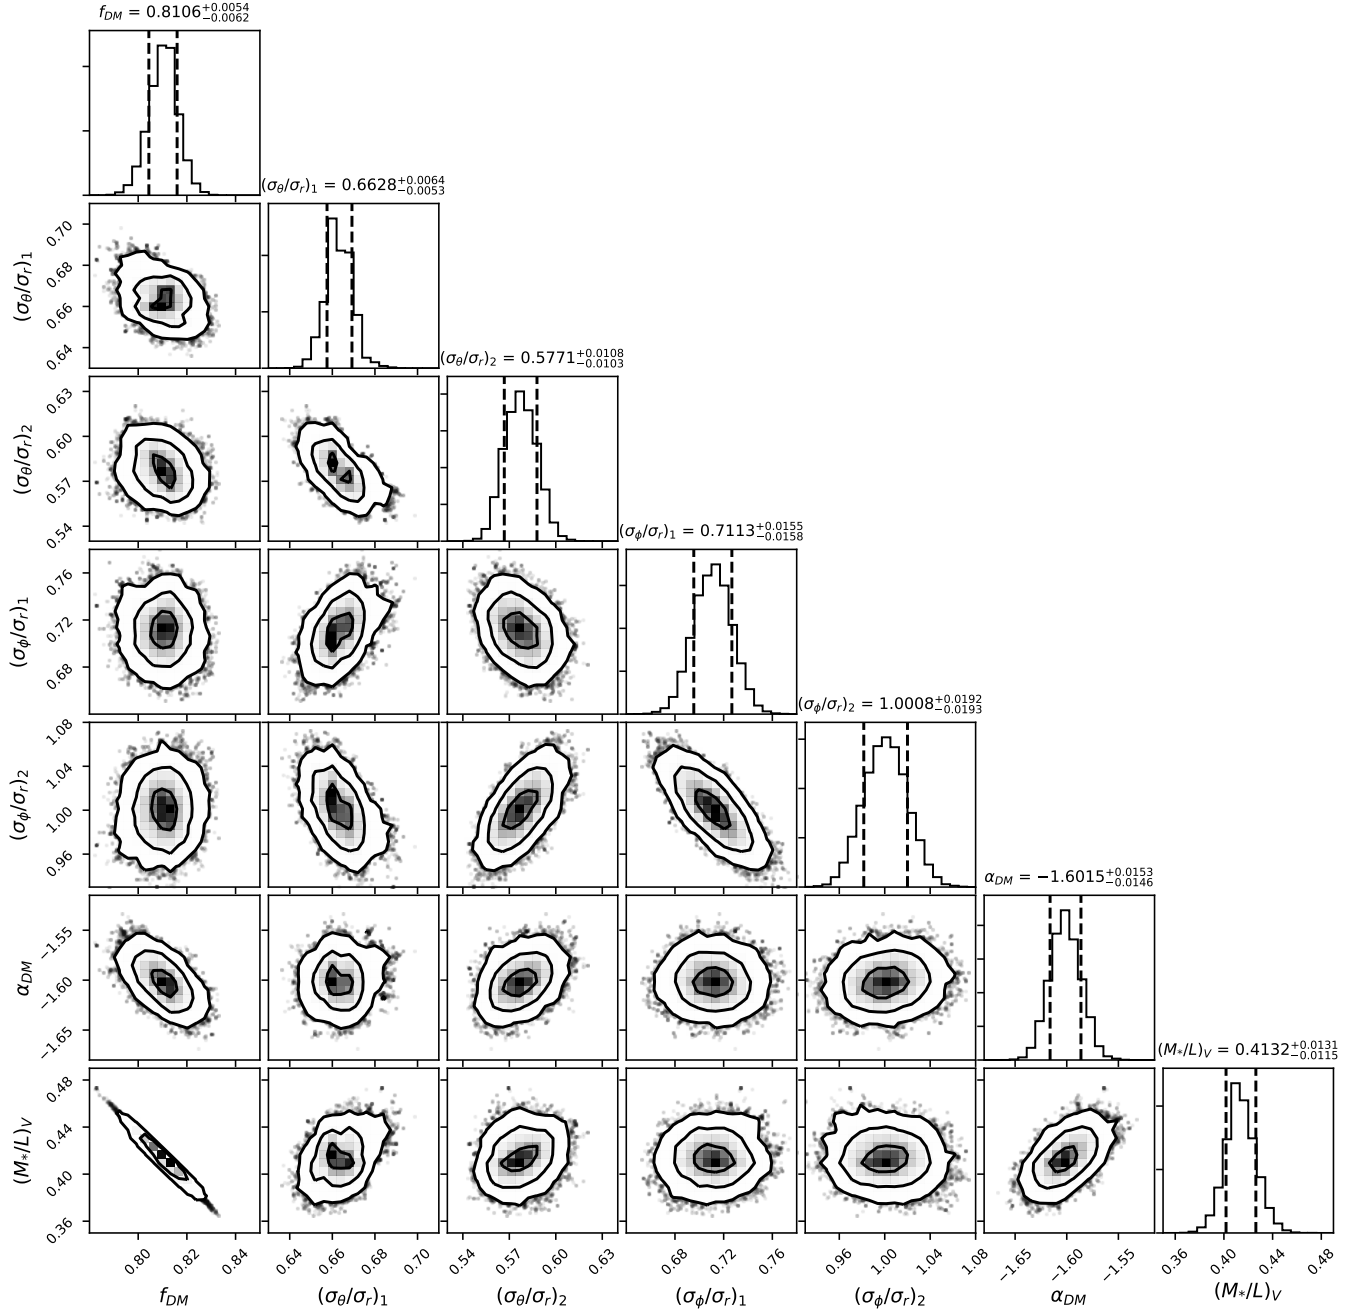 f_DM = 0.8106^{+0.0054}_{−0.0062}
(σ_θ/σ_r)_1 = 0.6628^{+0.0064}_{−0.0053}
0.70
0.68
0.66
0.64
(σ_θ/σ_r)_1
(σ_θ/σ_r)_2 = 0.5771^{+0.0108}_{−0.0103}
0.63
0.60
0.57
0.54
(σ_θ/σ_r)_2
(σ_ϕ/σ_r)_1 = 0.7113^{+0.0155}_{−0.0158}
0.76
0.72
0.68
(σ_ϕ/σ_r)_1
(σ_ϕ/σ_r)_2 = 1.0008^{+0.0192}_{−0.0193}
1.08
1.04
1.00
0.96
(σ_ϕ/σ_r)_2
α_DM = −1.6015^{+0.0153}_{−0.0146}
−1.55
−1.60
−1.65
α_DM
(M_*/L)_V = 0.4132^{+0.0131}_{−0.0115}
0.48
0.44
0.40
0.36
(M_*/L)_V
0.80 0.82 0.84 0.64 0.66 0.68 0.70 0.54 0.57 0.60 0.63 0.68 0.72 0.76 0.96 1.00 1.04 1.08 −1.65 −1.60 −1.55 0.36 0.40 0.44 0.48
f_DM (σ_θ/σ_r)_1 (σ_θ/σ_r)_2 (σ_ϕ/σ_r)_1 (σ_ϕ/σ_r)_2 α_DM (M_*/L)_V